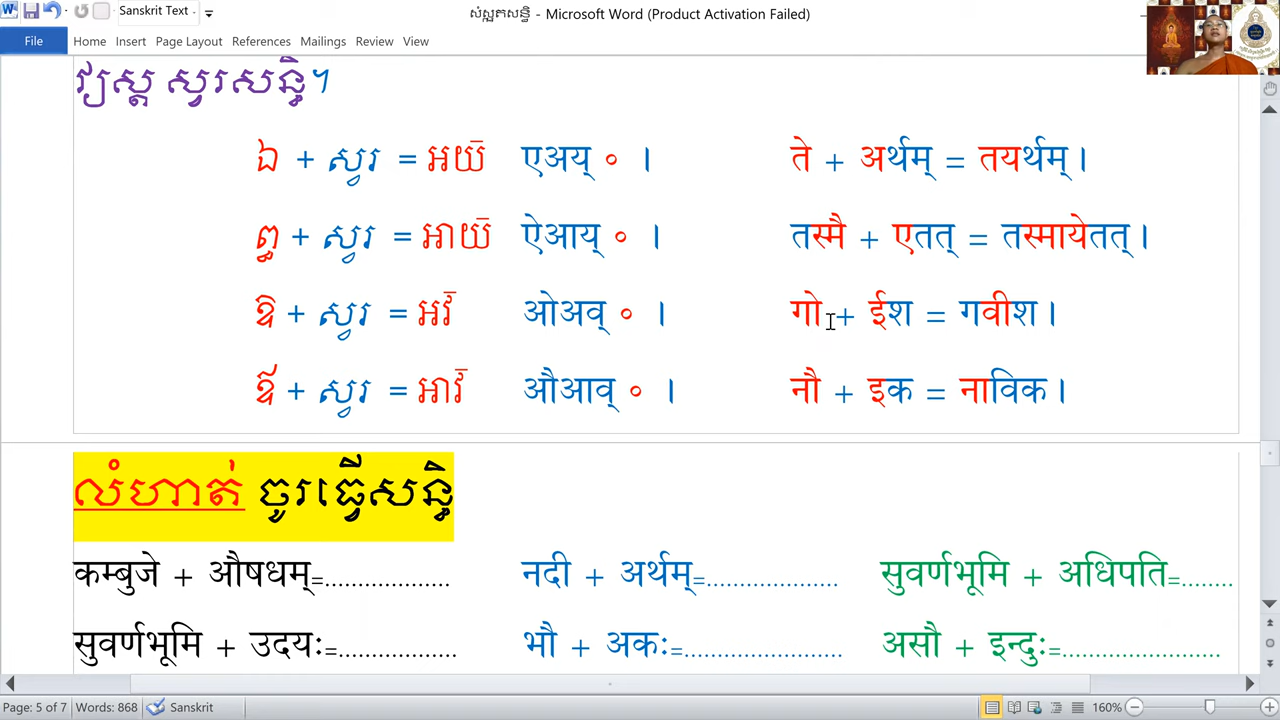 Sanskrit Text
សំស្ក្រតសន្ធិ - Microsoft Word (Product Activation Failed)
File Home Insert Page Layout References Mailings Review View
វ្យស្ត ស្វរសន្ធិ។
ឯ + ស្វរ = អយ៑ एअय् ० । ते + अर्थम् = तयर्थम्।
ឰ + ស្វរ = អាយ៑ ऐआय् ० । तस्मै + एतत् = तस्मायेतत्।
ឱ + ស្វរ = អវ៑ ओअव् ० । गो + ईश = गवीश।
ឪ + ស្វរ = អាវ៑ औआव् ० । नौ + इक = नाविक।
លំហាត់ ចូរធ្វើសន្ធិ
कम्बुजे + औषधम्=.................. नदी + अर्थम्=................... सुवर्णभूमि + अधिपति=........
सुवर्णभूमि + उदयः=................. भौ + अकः=....................... असौ + इन्दुः=.......................
Page: 5 of 7 Words: 868 Sanskrit 160%